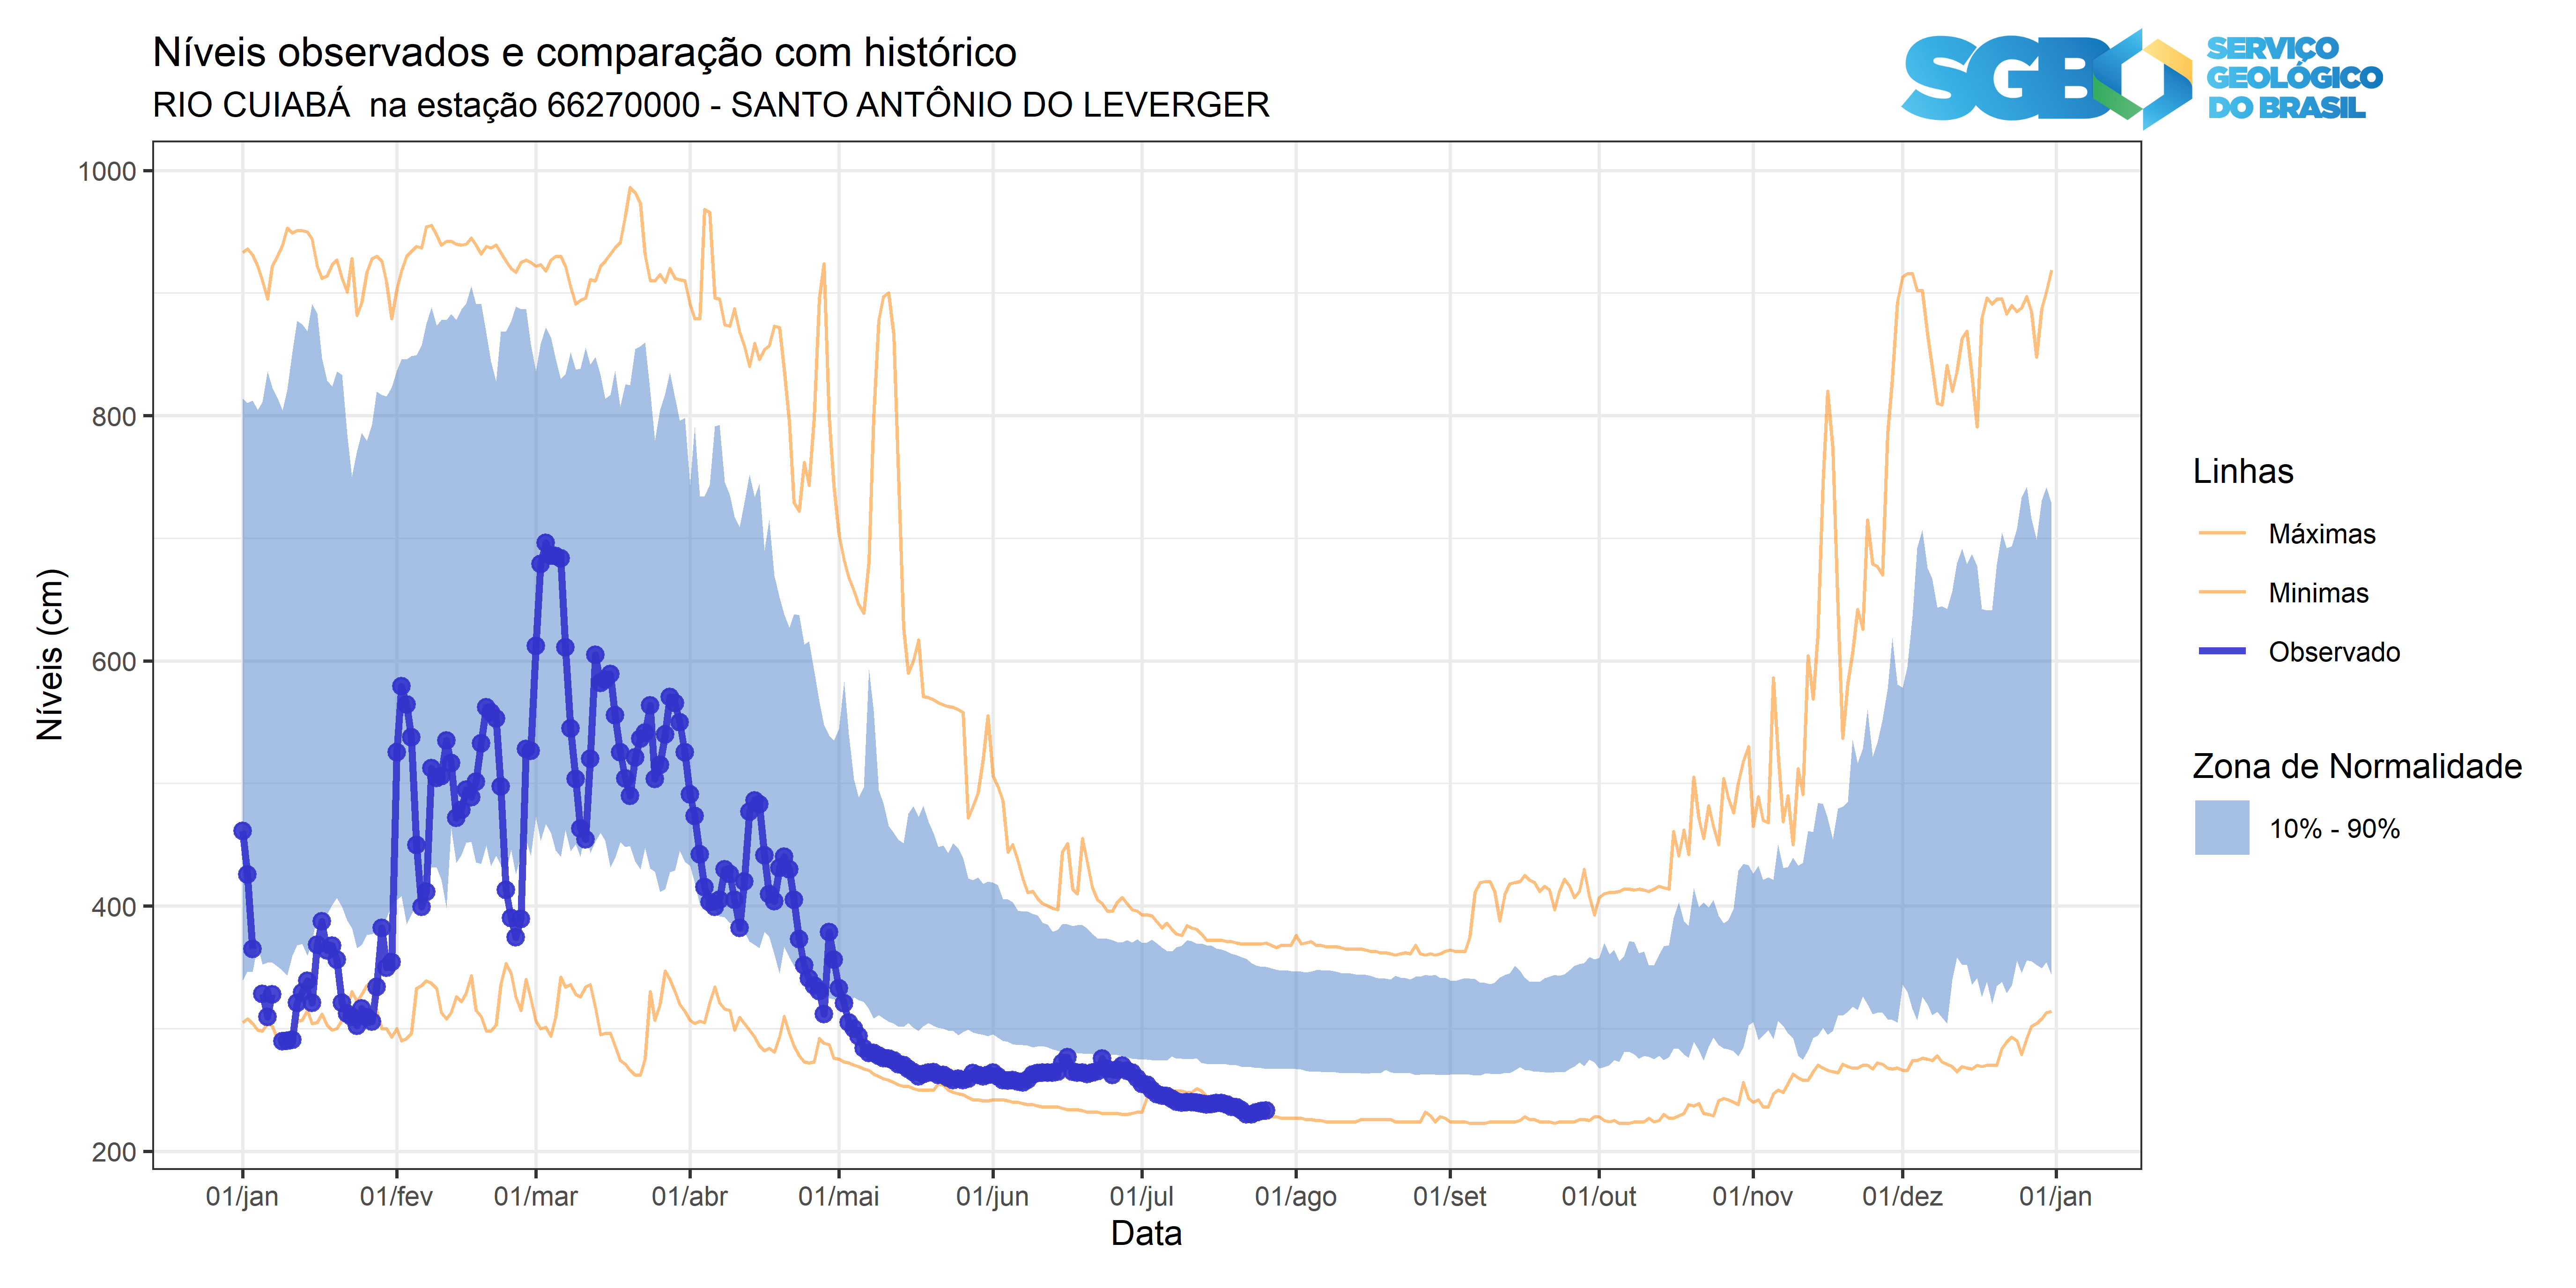 Níveis observados e comparação com histórico
RIO CUIABÁ  na estação 66270000 - SANTO ANTÔNIO DO LEVERGER
SGB
SERVIÇO
GEOLÓGICO
DO BRASIL
Níveis (cm)
1000
800
600
400
200
01/jan 01/fev 01/mar 01/abr 01/mai 01/jun 01/jul 01/ago 01/set 01/out 01/nov 01/dez 01/jan
Data
Linhas
Máximas
Minimas
Observado
Zona de Normalidade
10% - 90%